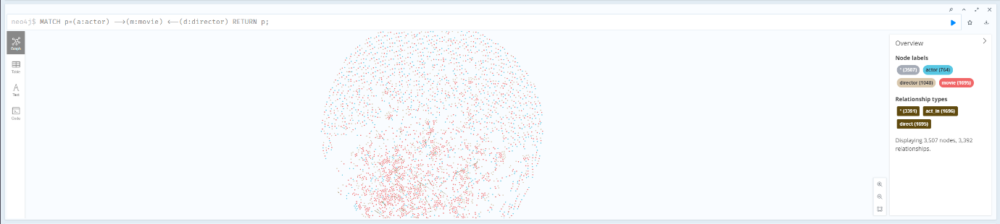 neo4j$ MATCH p=(a:actor) -->(m:movie) <--(d:director) RETURN p;
Graph
Table
Text
Code
Overview
Node labels
* (3507) actor (764)
director (1048) movie (1695)
Relationship types
* (3391) act_in (1696)
direct (1695)
Displaying 3,507 nodes, 3,392
relationships.